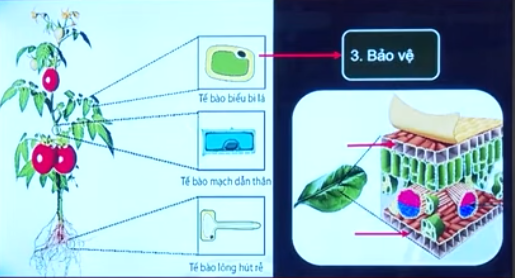 3. Bảo vệ
Tế bào biểu bì lá
Tế bào mạch dẫn thân
Tế bào lông hút rễ